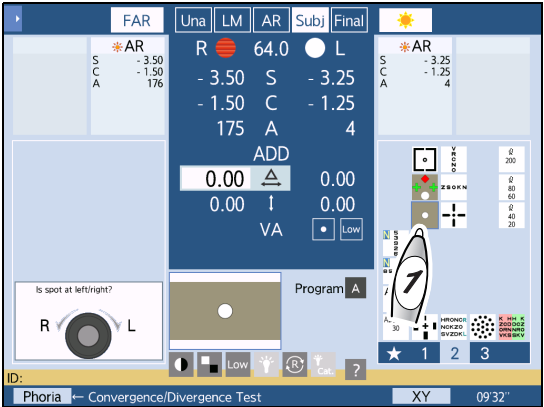 FAR
Una LM AR Subj Final
AR
S - 3.50
C - 1.50
A 176
R 64.0 L
- 3.50 S - 3.25
- 1.50 C - 1.25
175 A 4
ADD
0.00 0.00
0.00 0.00
VA Low
AR
S - 3.25
C - 1.25
A 4
V
R
C
N
O
Ω
200
Z S O K N
Ω
80
60
Ω
40
20
N
N
1
30
HRONCR
NCKZO
SVZDKL
K H H K
1 2 3
Is spot at left/right?
R L
Program A
Low
R
Cat.
?
ID:
Phoria ← Convergence/Divergence Test XY 09'32"